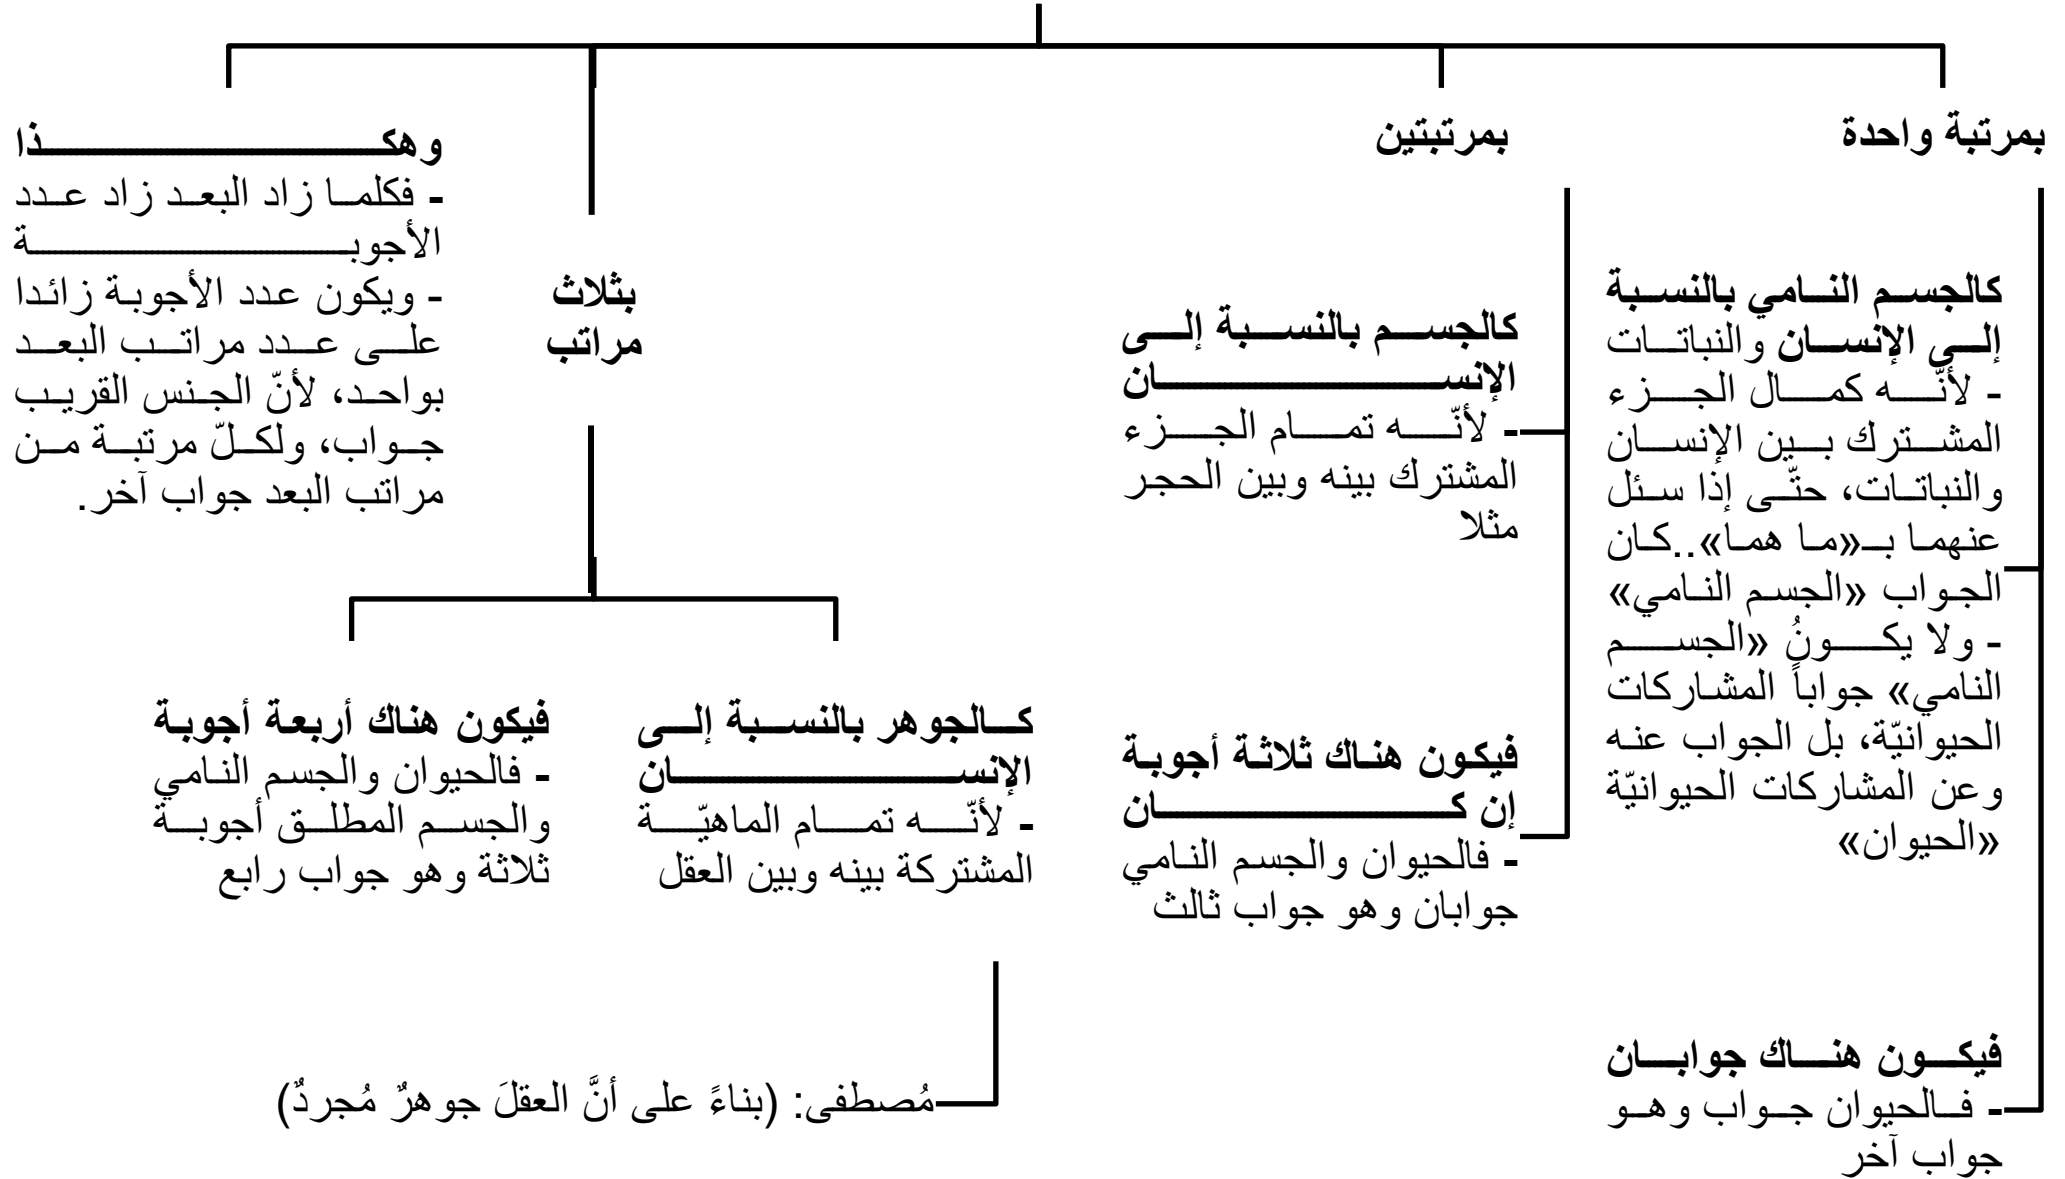 بمرتبة واحدة
كالجسم النامي بالنسبة
إلى الإنسان والنباتات
- لأنّه كمال الجزء
المشترك بين الإنسان
والنباتات، حتّى إذا سئل
عنهما بـ«ما هما»..كان
الجواب «الجسم النامي»
- ولا يكونُ «الجسم
النامي» جواباً المشاركات
الحيوانيّة، بل الجواب عنه
وعن المشاركات الحيوانيّة
«الحيوان»
فيكون هناك جوابان
- فالحيوان جواب وهو
جواب آخر
بمرتبتين
كالجسم بالنسبة إلى
الإنسان
- لأنّه تمام الجزء
المشترك بينه وبين الحجر
مثلا
فيكون هناك ثلاثة أجوبة
إن كان
- فالحيوان والجسم النامي
جوابان وهو جواب ثالث
بثلاث
مراتب
كالجوهر بالنسبة إلى
الإنسان
- لأنّه تمام الماهيّة
المشتركة بينه وبين العقل
مُصطفى: (بناءً على أنَّ العقلَ جوهرٌ مُجردٌ)
فيكون هناك أربعة أجوبة
- فالحيوان والجسم النامي
والجسم المطلق أجوبة
ثلاثة وهو جواب رابع
وهكذا
- فكلما زاد البعد زاد عدد
الأجوبة
- ويكون عدد الأجوبة زائدا
على عدد مراتب البعد
بواحد، لأنّ الجنس القريب
جواب، ولكلّ مرتبة من
مراتب البعد جواب آخر.